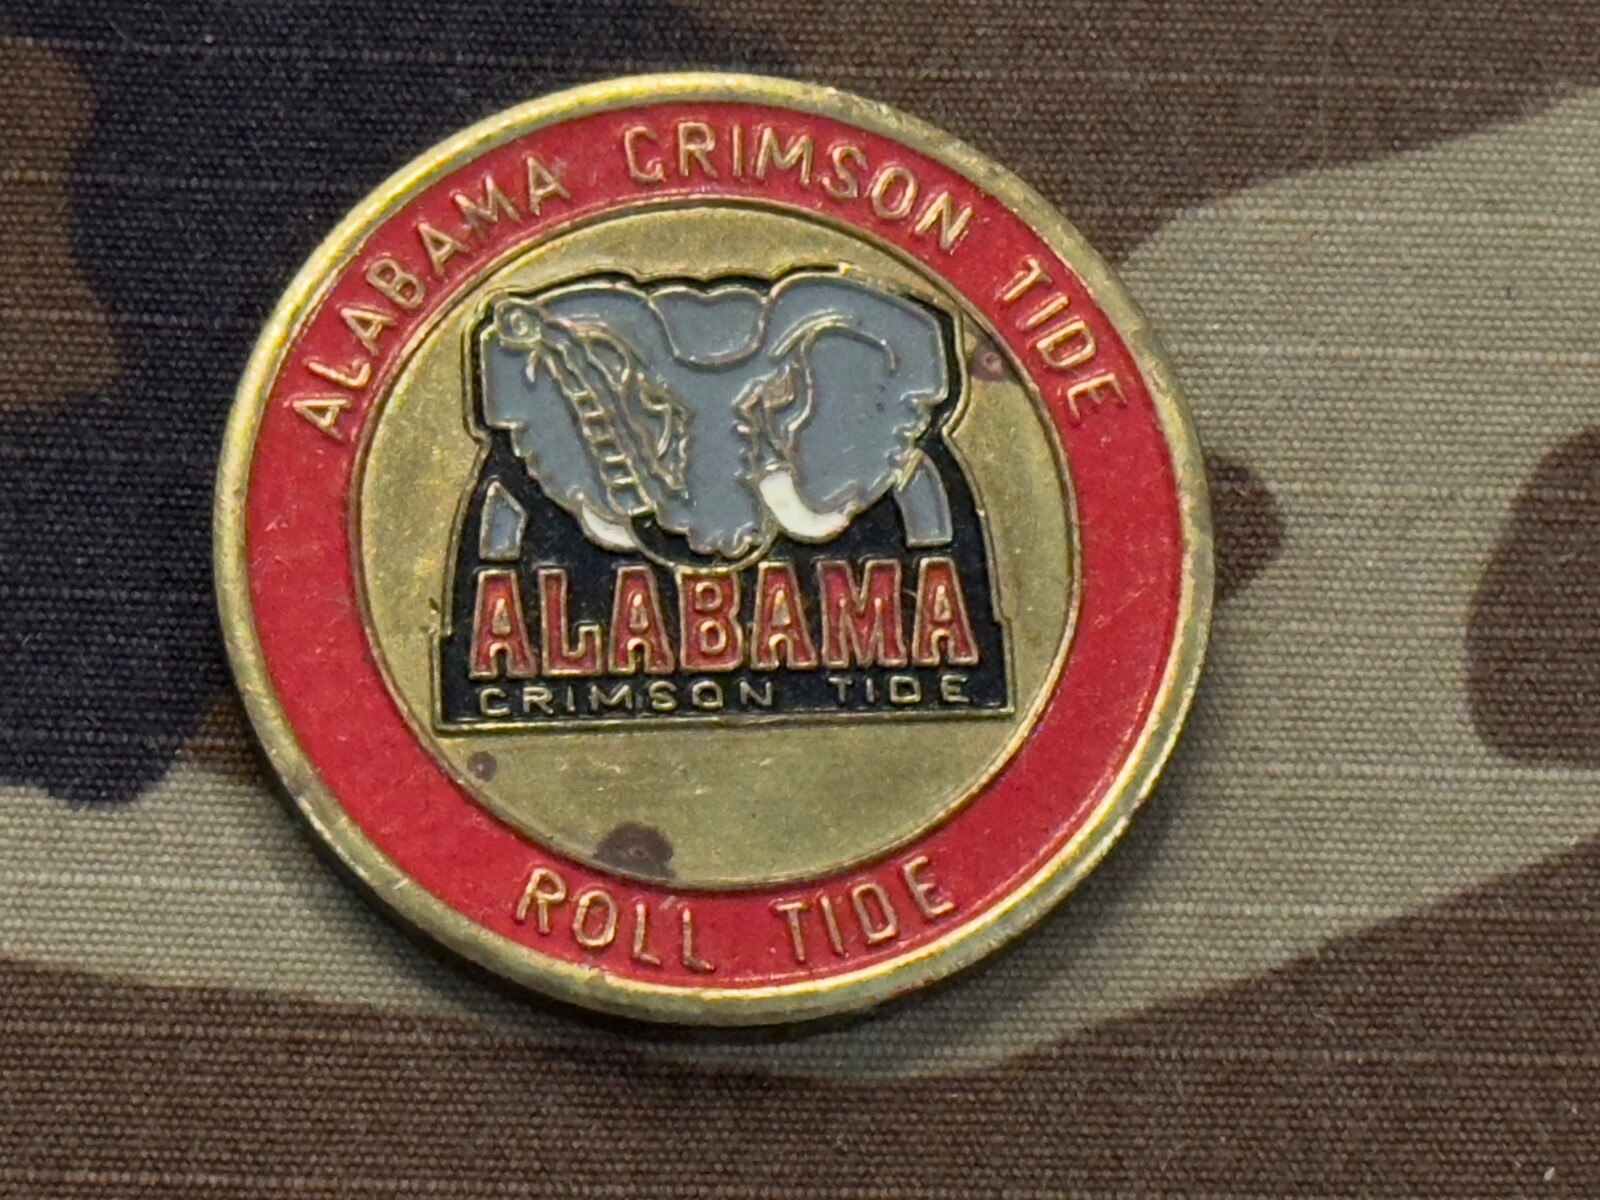 ALABAMA CRIMSON TIDE
ALABAMA
CRIMSON TIDE
ROLL TIDE